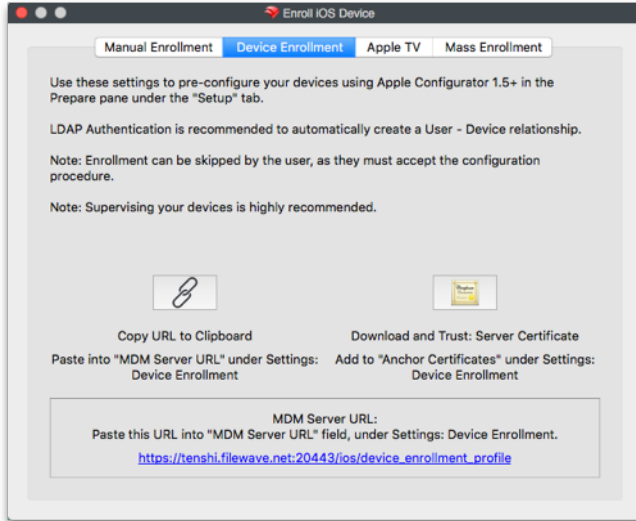 Enroll iOS Device
Manual Enrollment Device Enrollment Apple TV Mass Enrollment
Use these settings to pre-configure your devices using Apple Configurator 1.5+ in the
Prepare pane under the "Setup" tab.
LDAP Authentication is recommended to automatically create a User - Device relationship.
Note: Enrollment can be skipped by the user, as they must accept the configuration
procedure.
Note: Supervising your devices is highly recommended.
Copy URL to Clipboard
Paste into "MDM Server URL" under Settings:
Device Enrollment
Download and Trust: Server Certificate
Add to "Anchor Certificates" under Settings:
Device Enrollment
MDM Server URL:
Paste this URL into "MDM Server URL" field, under Settings: Device Enrollment.
https://tenshi.filewave.net:20443/ios/device_enrollment_profile